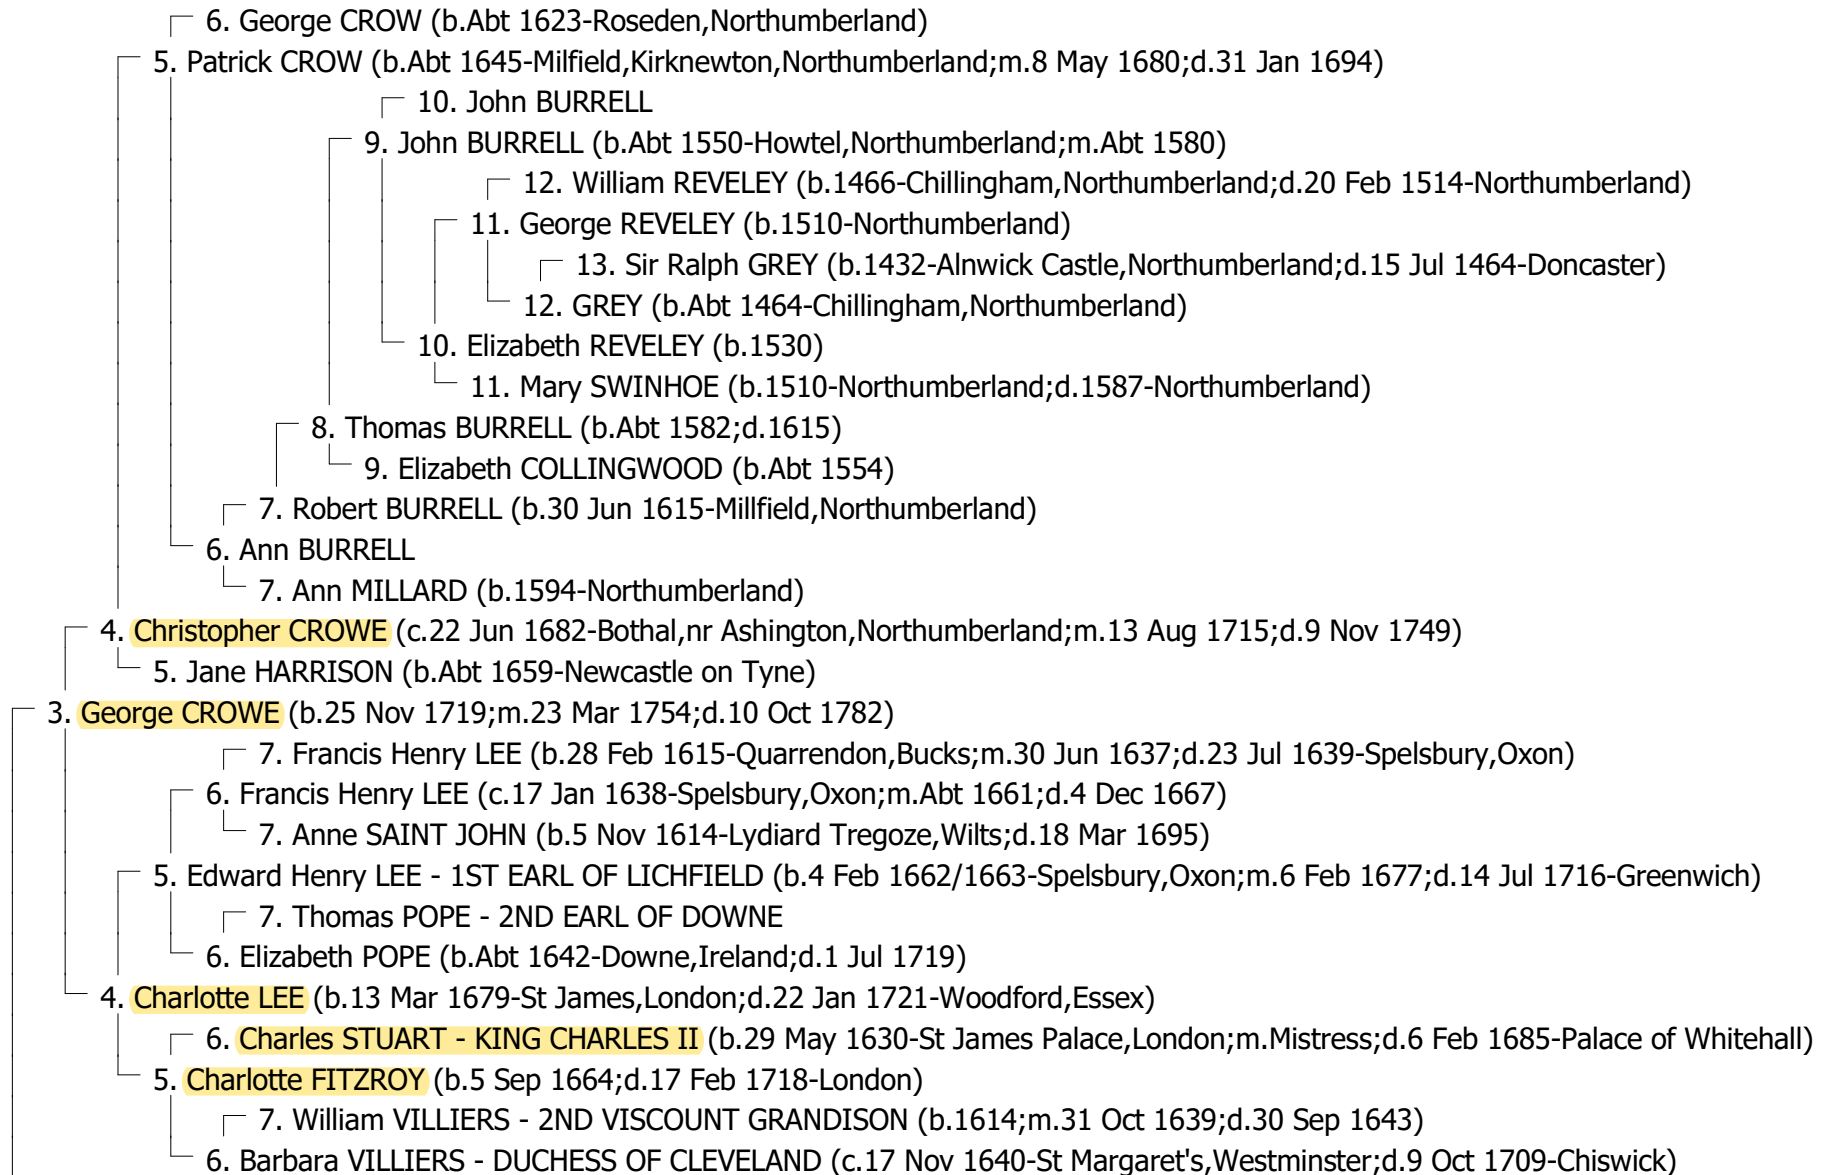 6. George CROW (b.Abt 1623-Roseden,Northumberland)
5. Patrick CROW (b.Abt 1645-Milfield,Kirknewton,Northumberland;m.8 May 1680;d.31 Jan 1694)
10. John BURRELL
9. John BURRELL (b.Abt 1550-Howtel,Northumberland;m.Abt 1580)
12. William REVELEY (b.1466-Chillingham,Northumberland;d.20 Feb 1514-Northumberland)
11. George REVELEY (b.1510-Northumberland)
13. Sir Ralph GREY (b.1432-Alnwick Castle,Northumberland;d.15 Jul 1464-Doncaster)
12. GREY (b.Abt 1464-Chillingham,Northumberland)
10. Elizabeth REVELEY (b.1530)
11. Mary SWINHOE (b.1510-Northumberland;d.1587-Northumberland)
8. Thomas BURRELL (b.Abt 1582;d.1615)
9. Elizabeth COLLINGWOOD (b.Abt 1554)
7. Robert BURRELL (b.30 Jun 1615-Millfield,Northumberland)
6. Ann BURRELL
7. Ann MILLARD (b.1594-Northumberland)
4. Christopher CROWE (c.22 Jun 1682-Bothal,nr Ashington,Northumberland;m.13 Aug 1715;d.9 Nov 1749)
5. Jane HARRISON (b.Abt 1659-Newcastle on Tyne)
3. George CROWE (b.25 Nov 1719;m.23 Mar 1754;d.10 Oct 1782)
7. Francis Henry LEE (b.28 Feb 1615-Quarrendon,Bucks;m.30 Jun 1637;d.23 Jul 1639-Spelsbury,Oxon)
6. Francis Henry LEE (c.17 Jan 1638-Spelsbury,Oxon;m.Abt 1661;d.4 Dec 1667)
7. Anne SAINT JOHN (b.5 Nov 1614-Lydiard Tregoze,Wilts;d.18 Mar 1695)
5. Edward Henry LEE - 1ST EARL OF LICHFIELD (b.4 Feb 1662/1663-Spelsbury,Oxon;m.6 Feb 1677;d.14 Jul 1716-Greenwich)
7. Thomas POPE - 2ND EARL OF DOWNE
6. Elizabeth POPE (b.Abt 1642-Downe,Ireland;d.1 Jul 1719)
4. Charlotte LEE (b.13 Mar 1679-St James,London;d.22 Jan 1721-Woodford,Essex)
6. Charles STUART - KING CHARLES II (b.29 May 1630-St James Palace,London;m.Mistress;d.6 Feb 1685-Palace of Whitehall)
5. Charlotte FITZROY (b.5 Sep 1664;d.17 Feb 1718-London)
7. William VILLIERS - 2ND VISCOUNT GRANDISON (b.1614;m.31 Oct 1639;d.30 Sep 1643)
6. Barbara VILLIERS - DUCHESS OF CLEVELAND (c.17 Nov 1640-St Margaret's,Westminster;d.9 Oct 1709-Chiswick)